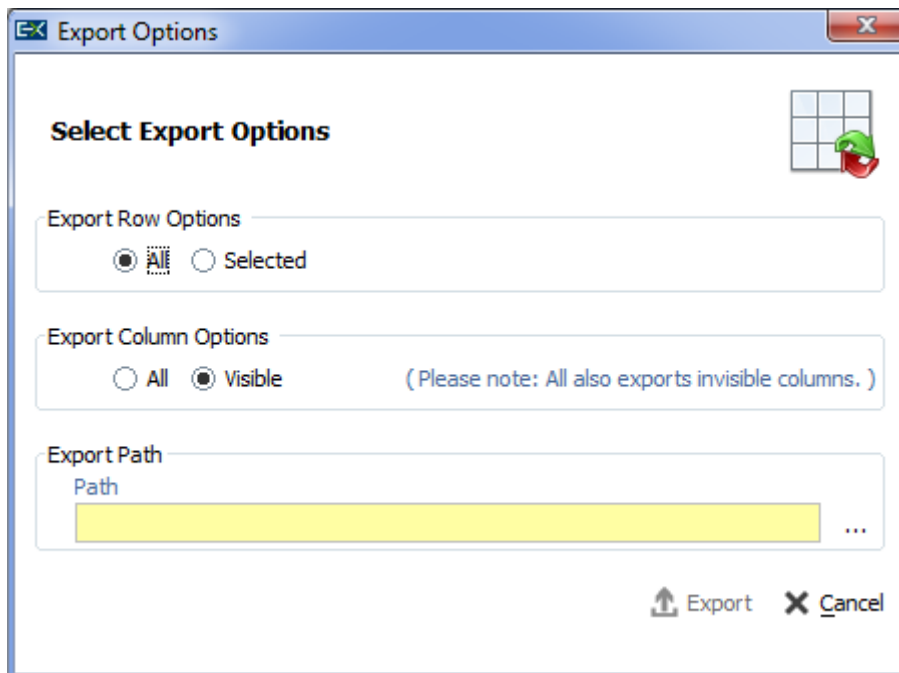 EX Export Options
Select Export Options
Export Row Options
All Selected
Export Column Options
All Visible ( Please note: All also exports invisible columns. )
Export Path
Path
...
Export Cancel